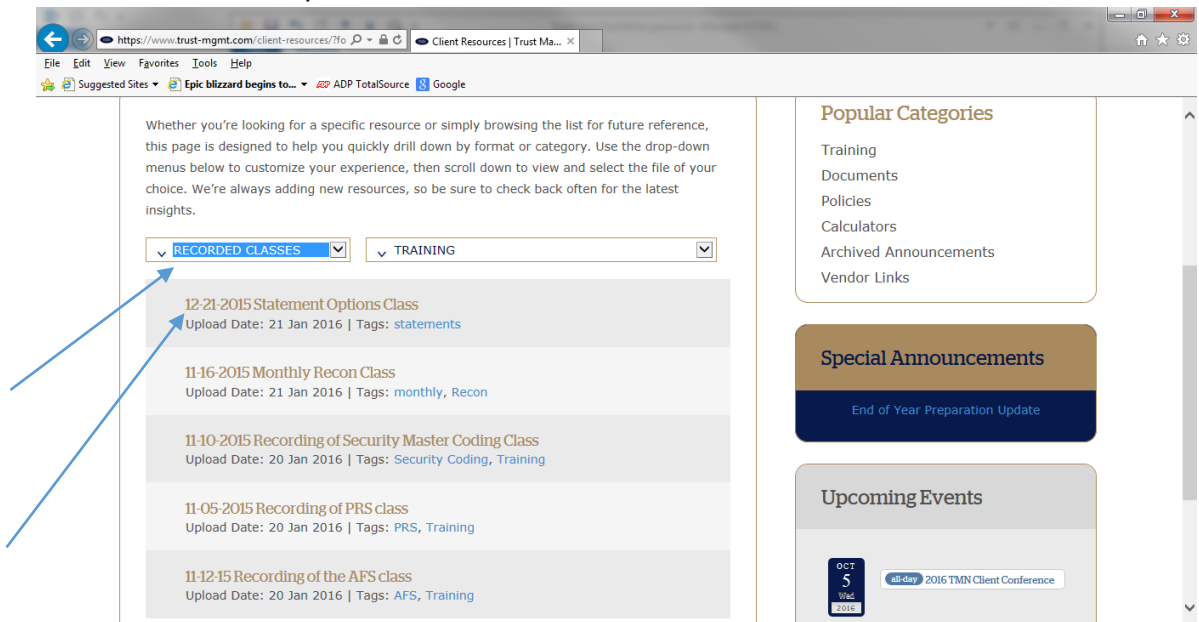 https://www.trust-mgmt.com/client-resources/?fo
Client Resources | Trust Ma...
File Edit View Favorites Tools Help
Suggested Sites Epic blizzard begins to... ADP TotalSource Google
Whether you're looking for a specific resource or simply browsing the list for future reference,
this page is designed to help you quickly drill down by format or category. Use the drop-down
menus below to customize your experience, then scroll down to view and select the file of your
choice. We're always adding new resources, so be sure to check back often for the latest
insights.
RECORDED CLASSES
TRAINING
12-21-2015 Statement Options Class
Upload Date: 21 Jan 2016 | Tags: statements
11-16-2015 Monthly Recon Class
Upload Date: 21 Jan 2016 | Tags: monthly, Recon
11-10-2015 Recording of Security Master Coding Class
Upload Date: 20 Jan 2016 | Tags: Security Coding, Training
11-05-2015 Recording of PRS class
Upload Date: 20 Jan 2016 | Tags: PRS, Training
11-12-15 Recording of the AFS class
Upload Date: 20 Jan 2016 | Tags: AFS, Training
Popular Categories
Training
Documents
Policies
Calculators
Archived Announcements
Vendor Links
Special Announcements
End of Year Preparation Update
Upcoming Events
OCT
5
Wed
2016
all-day 2016 TMN Client Conference